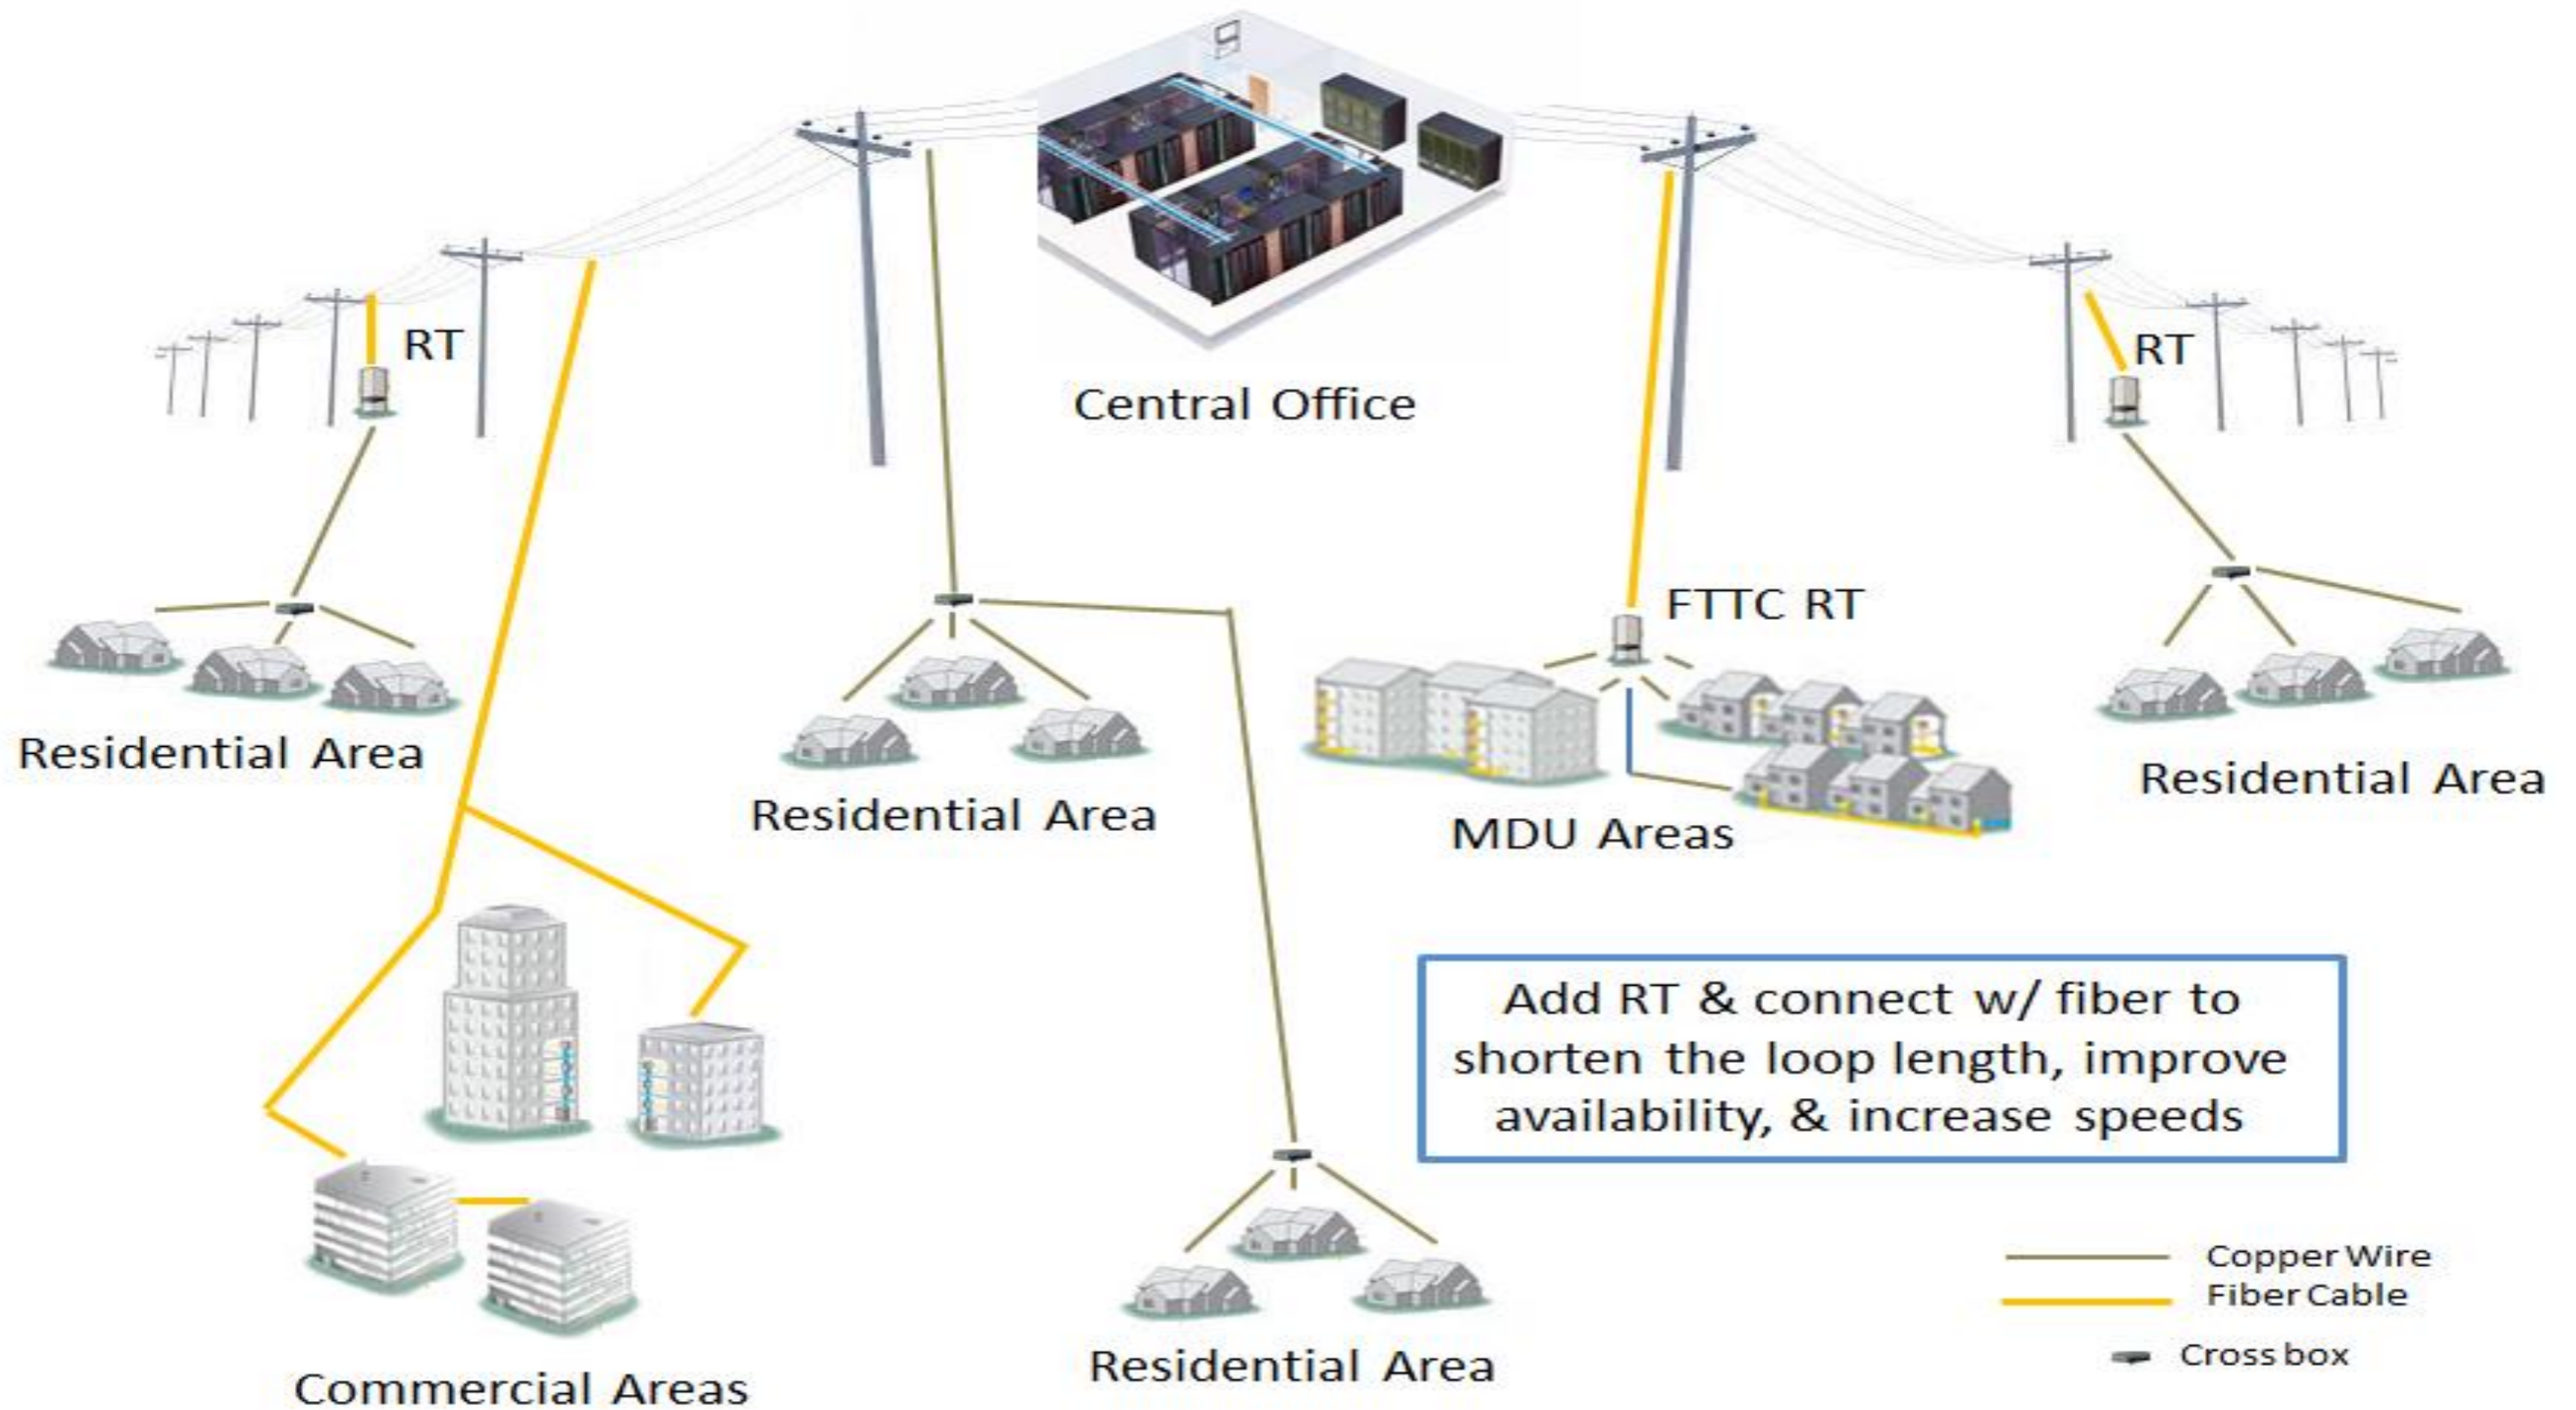 RT
Central Office
RT
FTTC RT
Residential Area
Residential Area
MDU Areas
Residential Area
Add RT & connect w/ fiber to
shorten the loop length, improve
availability, & increase speeds
Copper Wire
Fiber Cable
Cross box
Residential Area
Commercial Areas